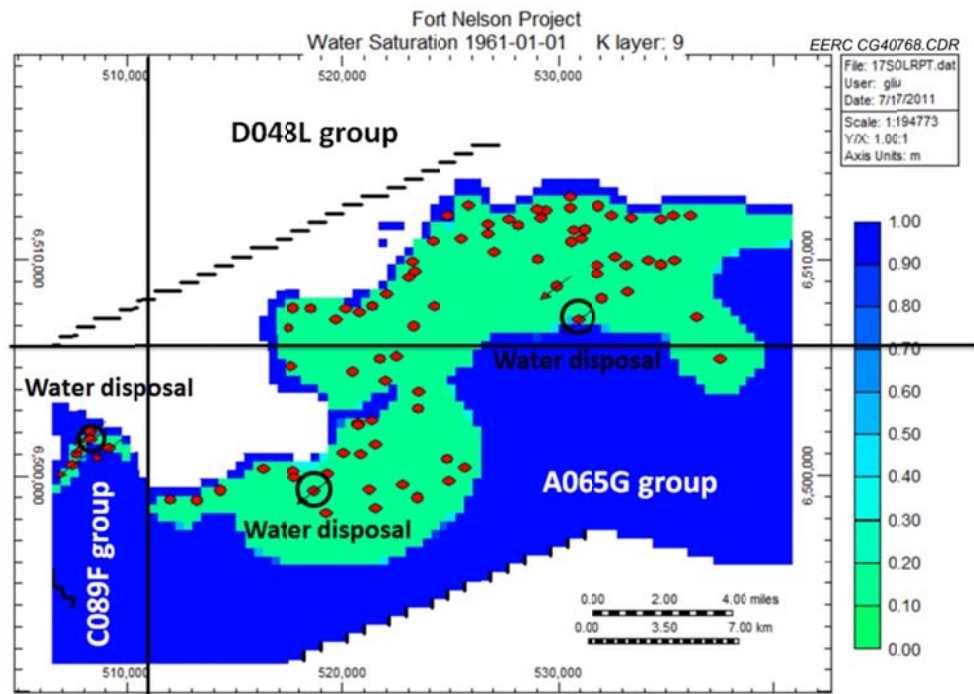 Fort Nelson Project
Water Saturation 1961-01-01 K layer: 9
EERC CG40768.CDR
File: 17S0LRPT.dat
User: gliu
Date: 7/17/2011
Scale: 1:194773
Y/X: 1.00:1
Axis Units: m
510,000 520,000 530,000
D048L group
6,510,000
6,510,000
Water disposal
Water disposal
6,500,000
6,500,000
C089F group
A065G group
Water disposal
0.00 2.00 4.00 miles
0.00 3.50 7.00 km
510,000 520,000 530,000
1.00
0.90
0.80
0.70
0.60
0.50
0.40
0.30
0.20
0.10
0.00